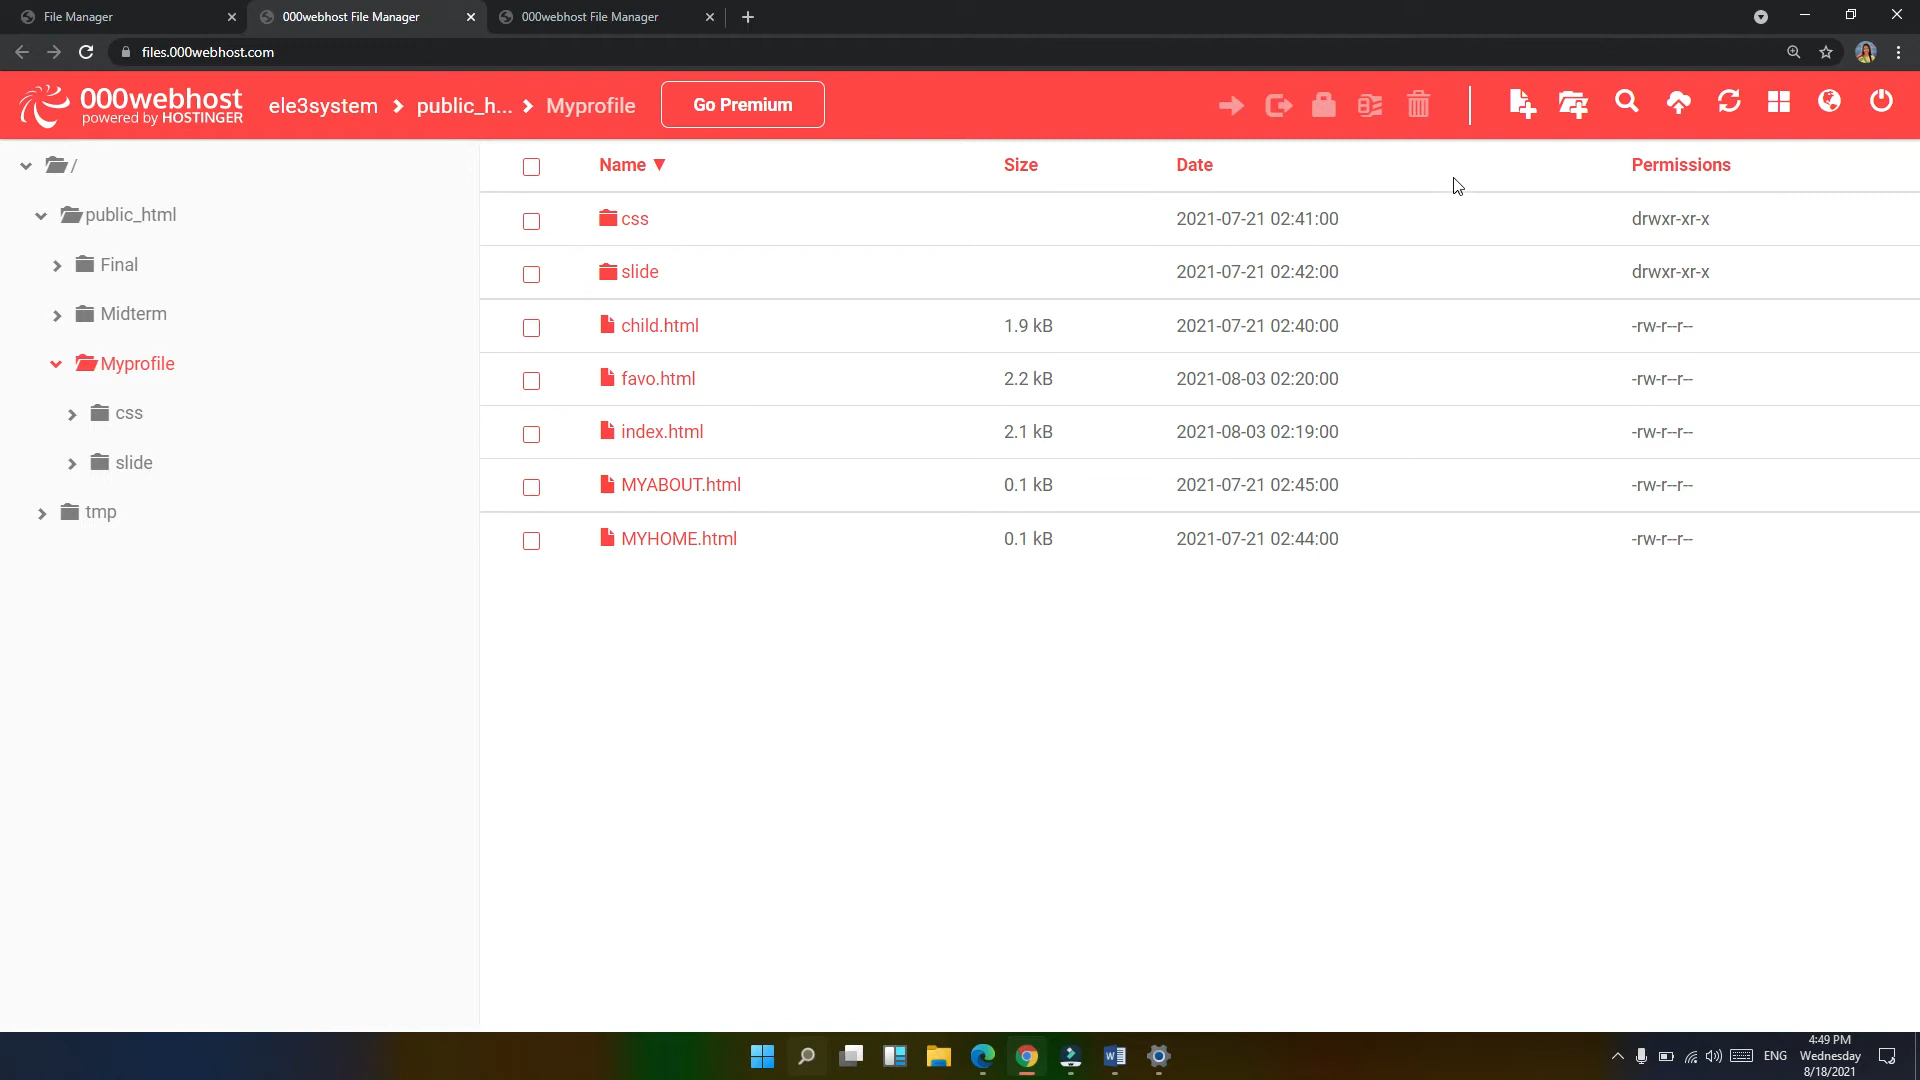 File Manager
000webhost File Manager
000webhost File Manager
files.000webhost.com
000webhost
powered by HOSTINGER
ele3system
public_h...
Myprofile
Go Premium
/
public_html
Final
Midterm
Myprofile
css
slide
tmp
Name ▼ Size Date Permissions
css 2021-07-21 02:41:00 drwxr-xr-x
slide 2021-07-21 02:42:00 drwxr-xr-x
child.html 1.9 kB 2021-07-21 02:40:00 -rw-r--r--
favo.html 2.2 kB 2021-08-03 02:20:00 -rw-r--r--
index.html 2.1 kB 2021-08-03 02:19:00 -rw-r--r--
MYABOUT.html 0.1 kB 2021-07-21 02:45:00 -rw-r--r--
MYHOME.html 0.1 kB 2021-07-21 02:44:00 -rw-r--r--
ENG
4:49 PM
Wednesday
8/18/2021